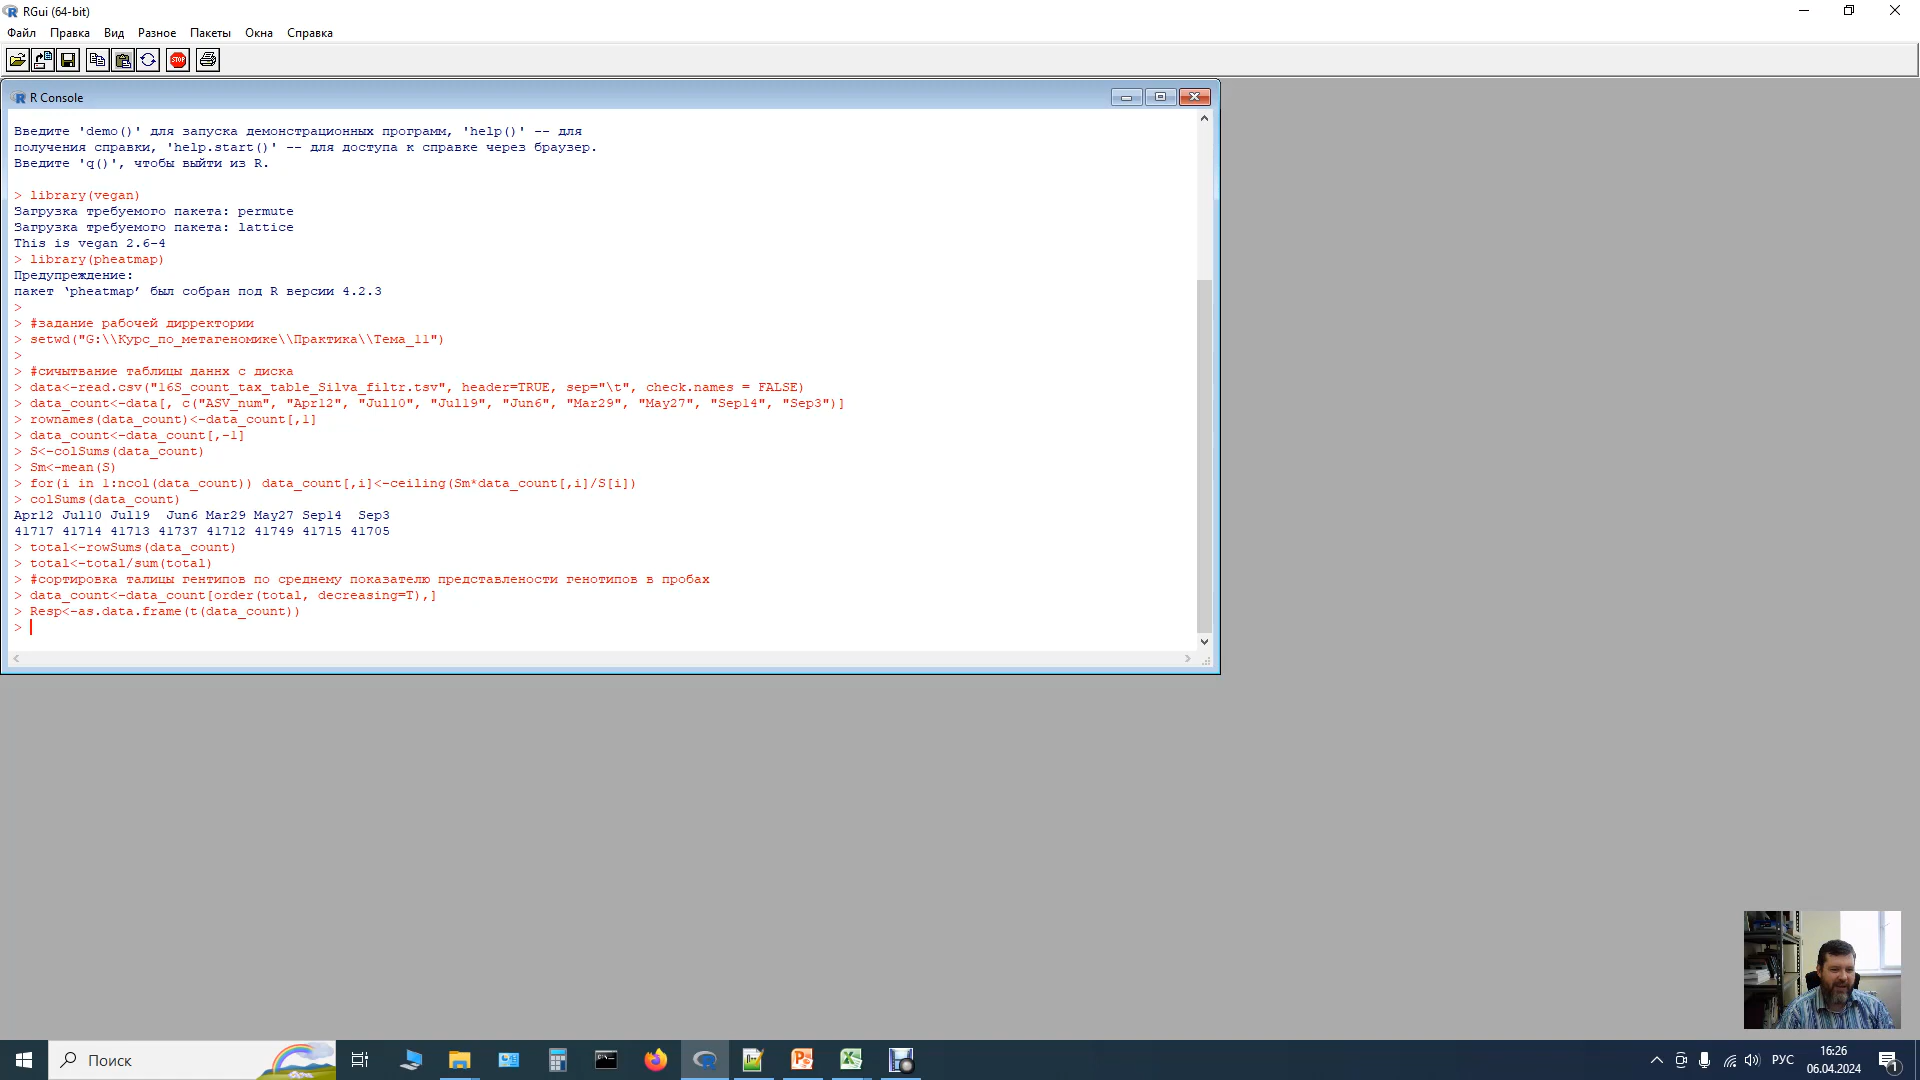 RGui (64-bit)
Файл Правка Вид Разное Пакеты Окна Справка
STOP
R Console
Введите 'demo()' для запуска демонстрационных программ, 'help()' -- для
получения справки, 'help.start()' -- для доступа к справке через браузер.
Введите 'q()', чтобы выйти из R.
> library(vegan)
Загрузка требуемого пакета: permute
Загрузка требуемого пакета: lattice
This is vegan 2.6-4
> library(pheatmap)
Предупреждение:
пакет ‘pheatmap’ был собран под R версии 4.2.3
>
> #задание рабочей дирректории
> setwd("G:\\Курс_по_метагеномике\\Практика\\Тема_11")
>
> #сичытвание таблицы даннх с диска
> data<-read.csv("16S_count_tax_table_Silva_filtr.tsv", header=TRUE, sep="\t", check.names = FALSE)
> data_count<-data[, c("ASV_num", "Apr12", "Jul10", "Jul19", "Jun6", "Mar29", "May27", "Sep14", "Sep3")]
> rownames(data_count)<-data_count[,1]
> data_count<-data_count[,-1]
> S<-colSums(data_count)
> Sm<-mean(S)
> for(i in 1:ncol(data_count)) data_count[,i]<-ceiling(Sm*data_count[,i]/S[i])
> colSums(data_count)
Apr12 Jul10 Jul19  Jun6 Mar29 May27 Sep14  Sep3
41717 41714 41713 41737 41712 41749 41715 41705
> total<-rowSums(data_count)
> total<-total/sum(total)
> #сортировка талицы гентипов по среднему показателю представлености генотипов в пробах
> data_count<-data_count[order(total, decreasing=T),]
> Resp<-as.data.frame(t(data_count))
>
Поиск
РУС
16:26
06.04.2024
1